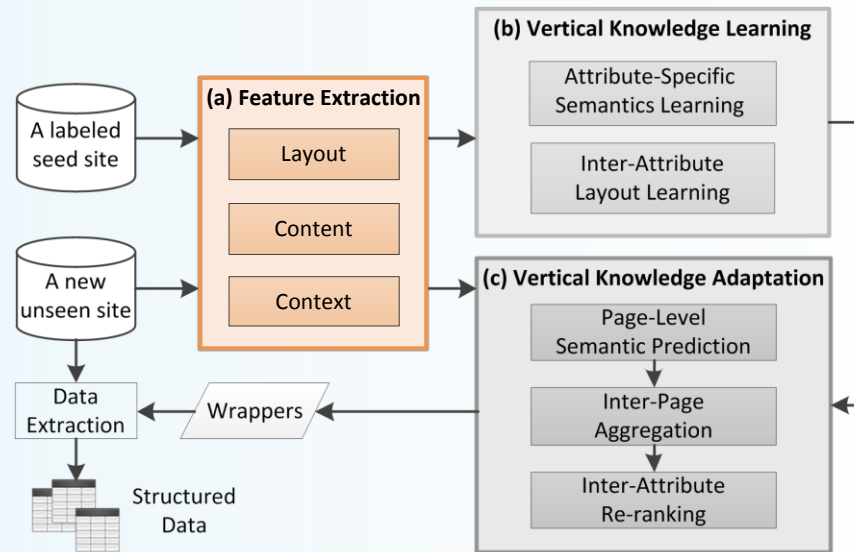 A labeled
seed site
A new
unseen site
(a) Feature Extraction
Layout
Content
Context
(b) Vertical Knowledge Learning
Attribute-Specific
Semantics Learning
Inter-Attribute
Layout Learning
(c) Vertical Knowledge Adaptation
Page-Level
Semantic Prediction
Inter-Page
Aggregation
Inter-Attribute
Re-ranking
Wrappers
Data
Extraction
Structured
Data